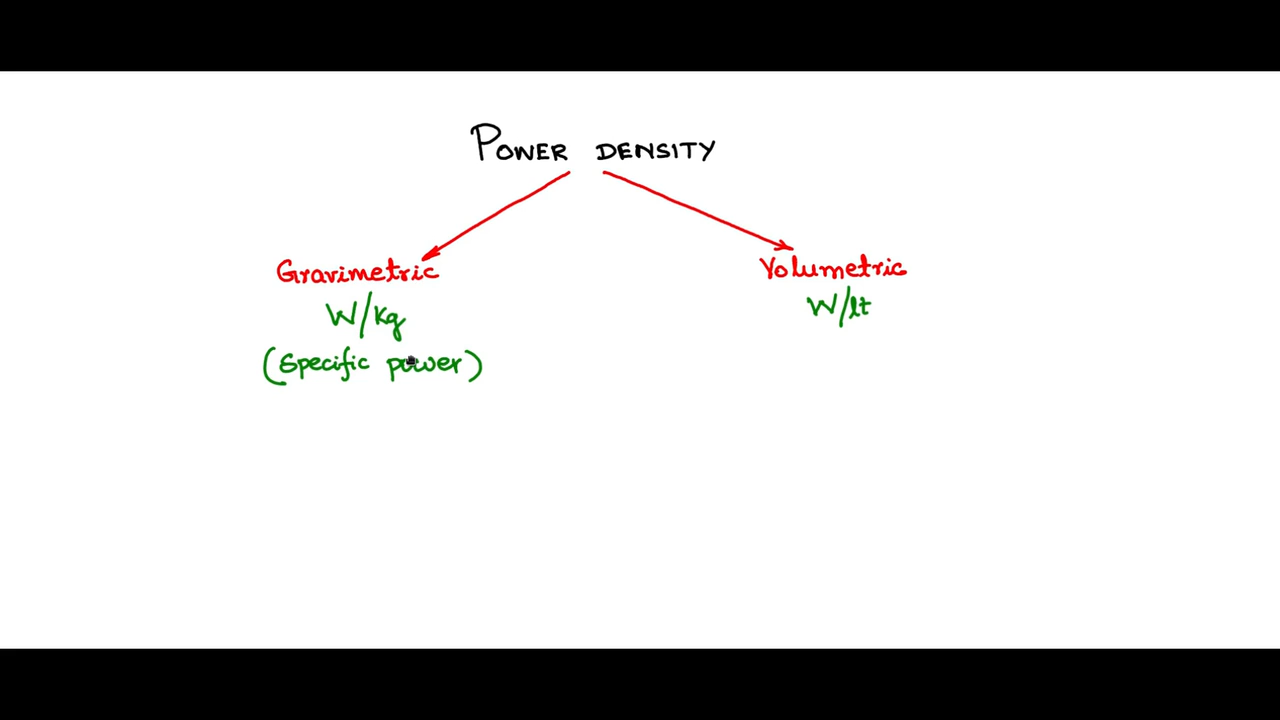 POWER DENSITY
Gravimetric
W/Kg
(Specific power)
Volumetric
W/lt